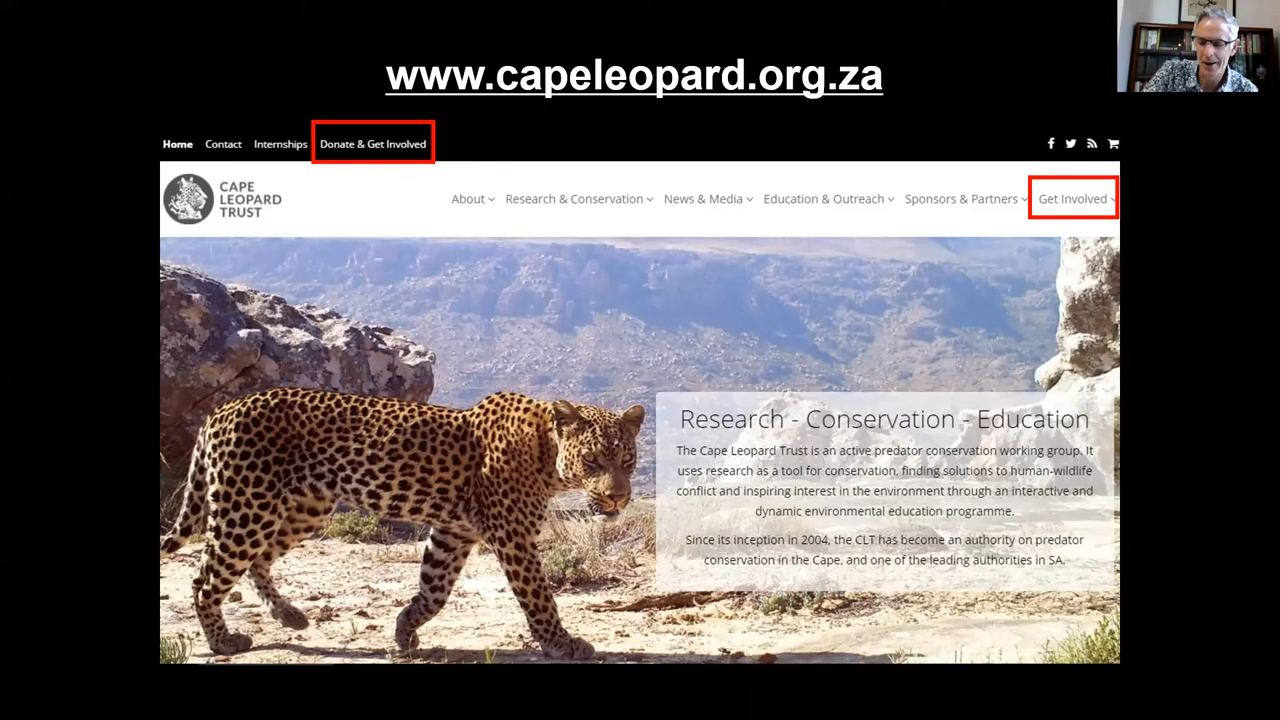 www.capeleopard.org.za
Home Contact Internships Donate & Get Involved
CAPE
LEOPARD
TRUST
About Research & Conservation News & Media Education & Outreach Sponsors & Partners Get Involved
Research - Conservation - Education
The Cape Leopard Trust is an active predator conservation working group. It
uses research as a tool for conservation, finding solutions to human-wildlife
conflict and inspiring interest in the environment through an interactive and
dynamic environmental education programme.
Since its inception in 2004, the CLT has become an authority on predator
conservation in the Cape, and one of the leading authorities in SA.